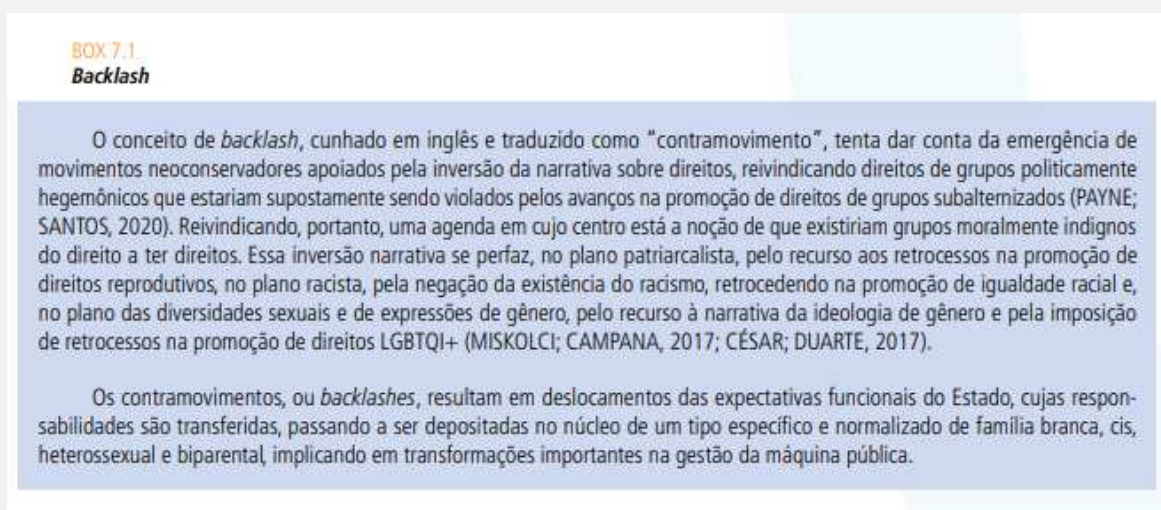 BOX 7.1
Backlash
O conceito de backlash, cunhado em inglês e traduzido como “contramovimento”, tenta dar conta da emergência de
movimentos neoconservadores apoiados pela inversão da narrativa sobre direitos, reivindicando direitos de grupos politicamente
hegemônicos que estariam supostamente sendo violados pelos avanços na promoção de direitos de grupos subalternizados (PAYNE;
SANTOS, 2020). Reivindicando, portanto, uma agenda em cujo centro está a noção de que existiriam grupos moralmente indignos
do direito a ter direitos. Essa inversão narrativa se perfaz, no plano patriarcalista, pelo recurso aos retrocessos na promoção de
direitos reprodutivos, no plano racista, pela negação da existência do racismo, retrocedendo na promoção de igualdade racial e,
no plano das diversidades sexuais e de expressões de gênero, pelo recurso à narrativa da ideologia de gênero e pela imposição
de retrocessos na promoção de direitos LGBTQI+ (MISKOLCI; CAMPANA, 2017; CÉSAR; DUARTE, 2017).
Os contramovimentos, ou backlashes, resultam em deslocamentos das expectativas funcionais do Estado, cujas respon-
sabilidades são transferidas, passando a ser depositadas no núcleo de um tipo específico e normalizado de família branca, cis,
heterossexual e biparental, implicando em transformações importantes na gestão da máquina pública.